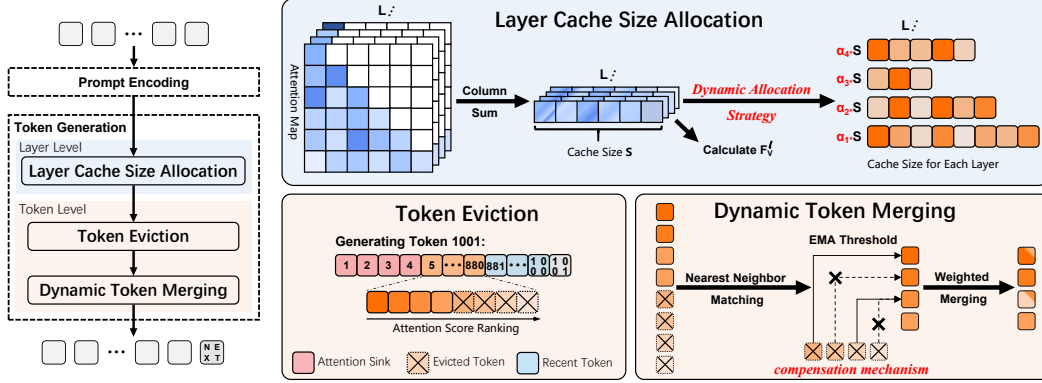 Prompt Encoding
Token Generation
Layer Level
Layer Cache Size Allocation
Token Level
Token Eviction
Dynamic Token Merging
N E
X T
Layer Cache Size Allocation
L
Attention Map
Column
Sum
L
Cache Size S
Dynamic Allocation
Strategy
Calculate F_v^l
L
α4*S
α3*S
α2*S
α1*S
Cache Size for Each Layer
Token Eviction
Generating Token 1001:
1 2 3 4 5 ••• 880 881 ••• 1000 1001
Attention Score Ranking
Attention Sink
Evicted Token
Recent Token
Dynamic Token Merging
EMA Threshold
Nearest Neighbor
Matching
Weighted
Merging
compensation mechanism